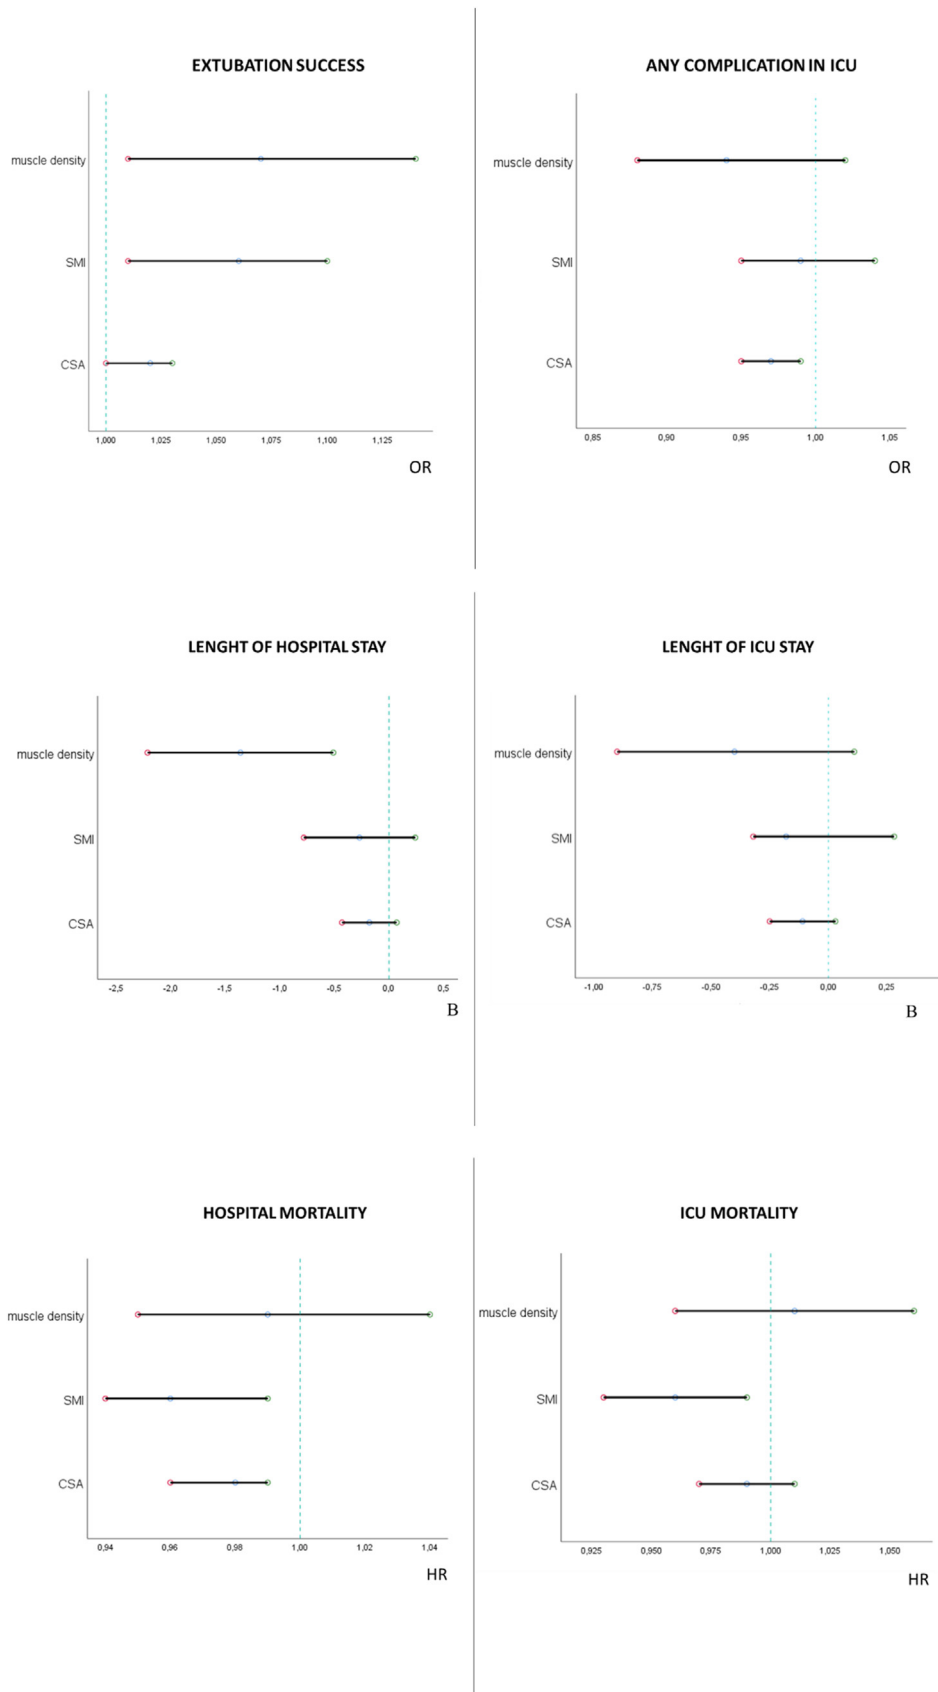 EXTUBATION SUCCESS
muscle density
SMI
CSA
1,000 1,025 1,050 1,075 1,100 1,125
OR
ANY COMPLICATION IN ICU
muscle density
SMI
CSA
0,85 0,90 0,95 1,00 1,05
OR
LENGHT OF HOSPITAL STAY
muscle density
SMI
CSA
-2,5 -2,0 -1,5 -1,0 -0,5 0,0 0,5
B
LENGHT OF ICU STAY
muscle density
SMI
CSA
-1,00 -0,75 -0,50 -0,25 0,00 0,25
B
HOSPITAL MORTALITY
muscle density
SMI
CSA
0,94 0,96 0,98 1,00 1,02 1,04
HR
ICU MORTALITY
muscle density
SMI
CSA
0,925 0,950 0,975 1,000 1,025 1,050
HR